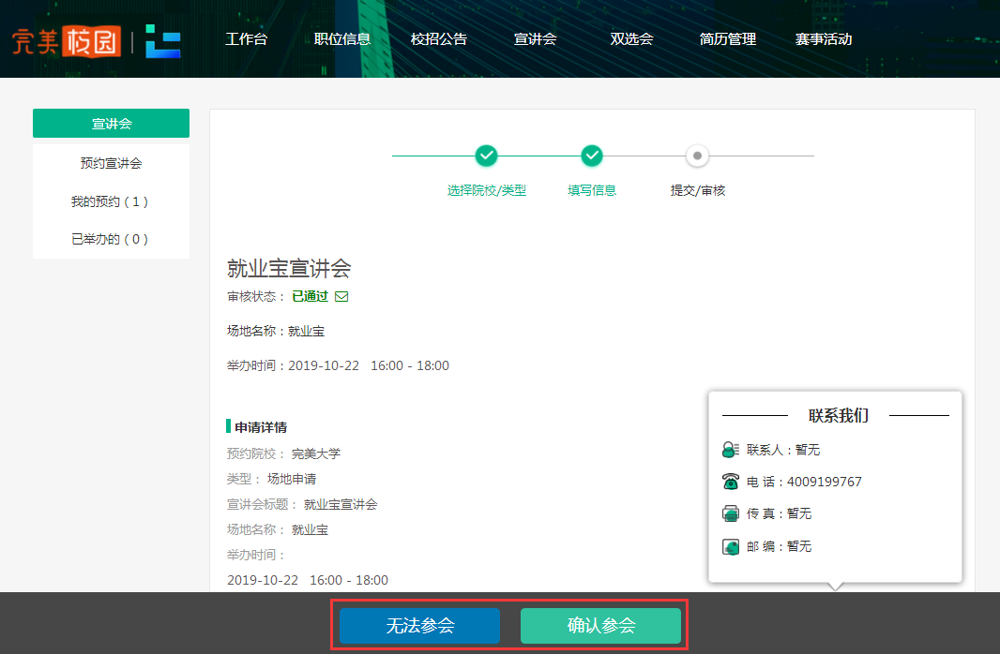 完美校园
工作台 职位信息 校招公告 宣讲会 双选会 简历管理 赛事活动
宣讲会
预约宣讲会
我的预约（1）
已举办的（0）
选择院校/类型 填写信息 提交/审核
就业宝宣讲会
审核状态： 已通过
场地名称：就业宝
举办时间：2019-10-22 16:00 - 18:00
申请详情
预约院校： 完美大学
类型： 场地申请
宣讲会标题： 就业宝宣讲会
场地名称： 就业宝
举办时间：
2019-10-22 16:00 - 18:00
联系我们
联系人：暂无
电 话：4009199767
传 真：暂无
邮 编：暂无
无法参会 确认参会